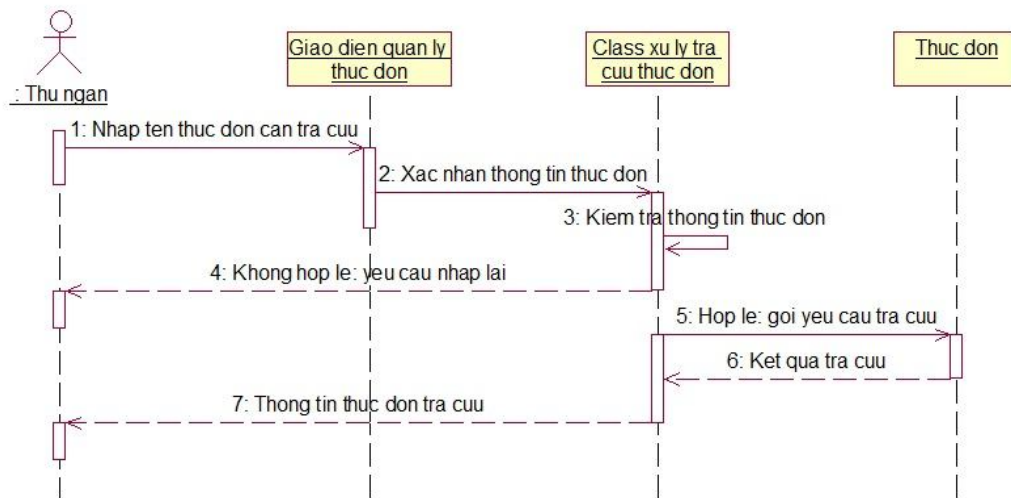 Giao dien quan ly
thuc don
Class xu ly tra
cuu thuc don
Thuc don
: Thu ngan
1: Nhap ten thuc don can tra cuu
2: Xac nhan thong tin thuc don
3: Kiem tra thong tin thuc don
4: Khong hop le: yeu cau nhap lai
5: Hop le: goi yeu cau tra cuu
6: Ket qua tra cuu
7: Thong tin thuc don tra cuu